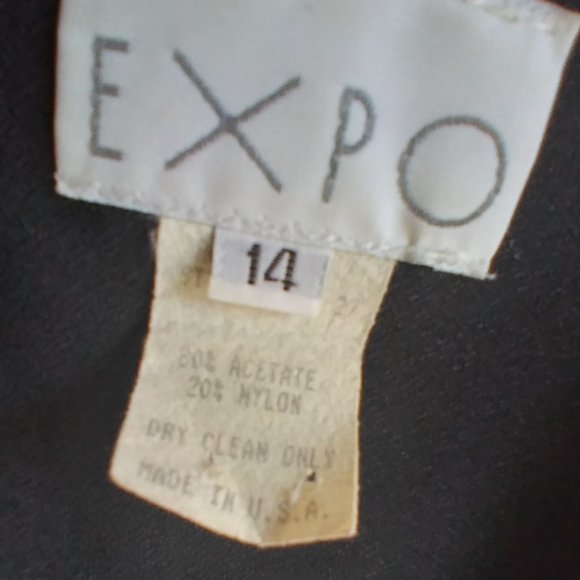 EXPO
14
80% ACETATE
20% NYLON
DRY CLEAN ONLY
MADE IN U.S.A.